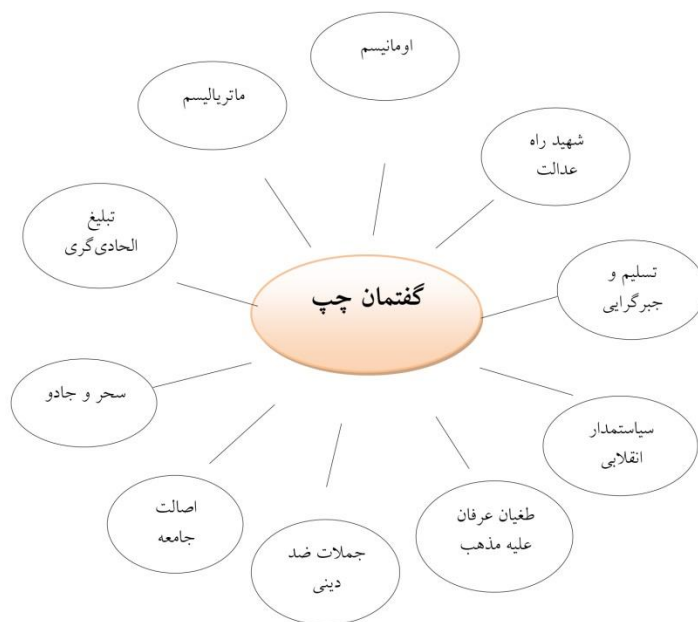 اومانیسم
ماتریالیسم
شهید راه
عدالت
تبلیغ
الحادی‌گری
تسلیم و
جبرگرایی
گفتمان چپ
سحر و جادو
سیاستمدار
انقلابی
اصالت
جامعه
طغیان عرفان
علیه مذهب
جملات ضد
دینی